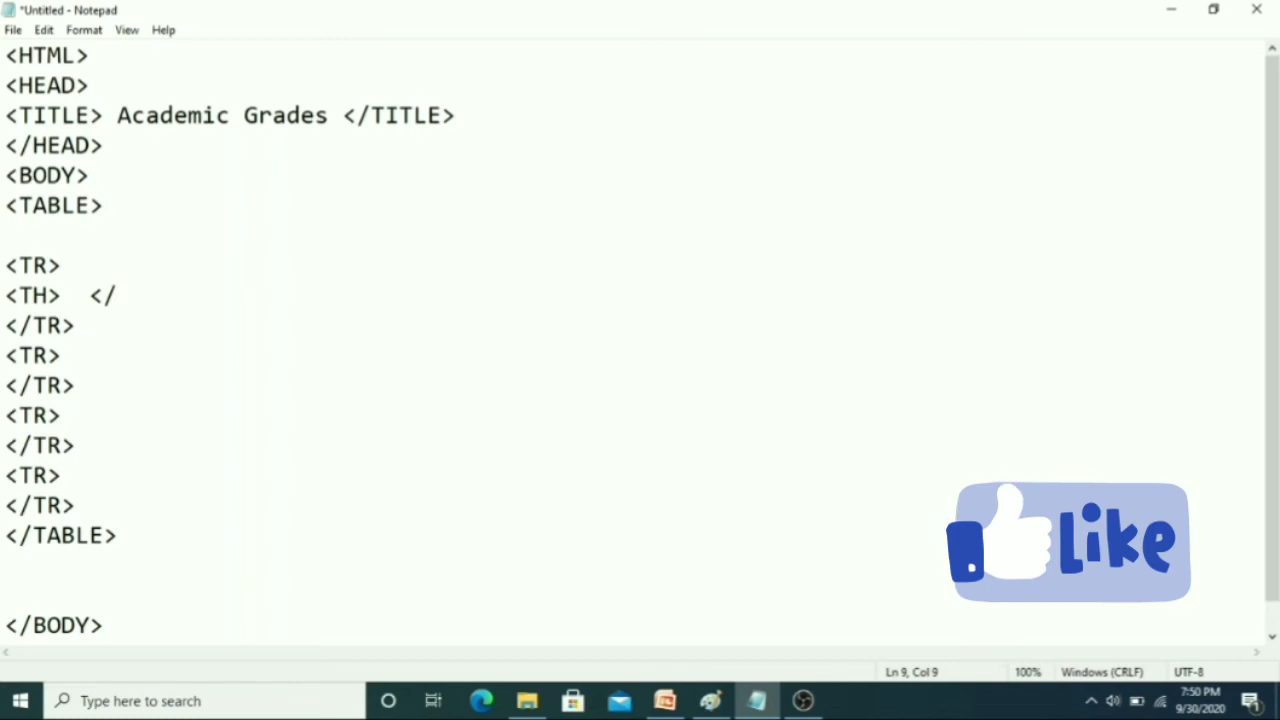 *Untitled - Notepad
File Edit Format View Help
<HTML>
<HEAD>
<TITLE> Academic Grades </TITLE>
</HEAD>
<BODY>
<TABLE>
<TR>
<TH>  </
</TR>
<TR>
</TR>
<TR>
</TR>
<TR>
</TR>
</TABLE>
</BODY>
Like
Ln 9, Col 9 100% Windows (CRLF) UTF-8
Type here to search
7:50 PM
9/30/2020